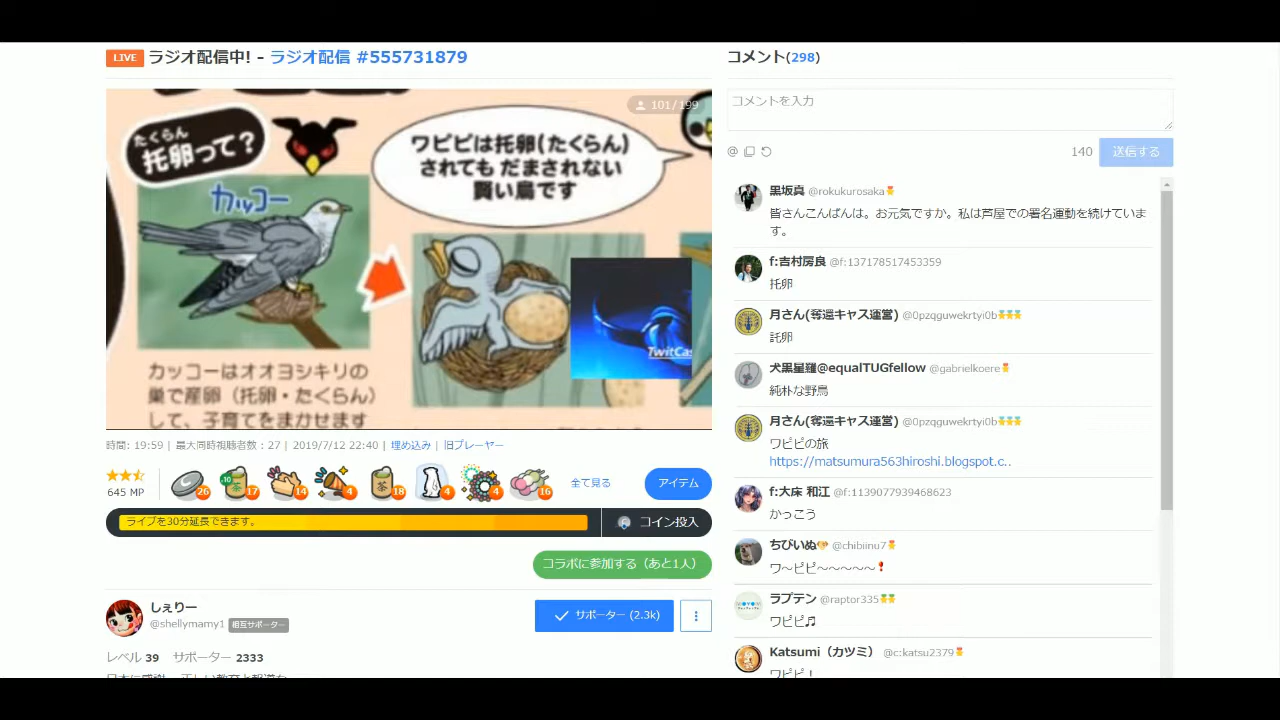 LIVE ラジオ配信中! - ラジオ配信 #555731879
101/199
たくらん
托卵って?
カッコー
ワピピは托卵(たくらん)
されても だまされない
賢い鳥です
TwitCas
カッコーはオオヨシキリの
巣で産卵(托卵・たくらん)
して、子育てをまかせます
時間: 19:59 | 最大同時視聴者数 : 27 | 2019/7/12 22:40 | 埋め込み | 旧プレーヤー
645 MP
26
+10
茶
17
14
4
茶
18
4
4
16
全て見る
アイテム
ライブを30分延長できます。
コイン投入
コラボに参加する(あと1人)
しぇりー
@shellymamy1 相互サポーター
サポーター (2.3k)
レベル 39 サポーター 2333
コメント(298)
コメントを入力
@
140
送信する
黒坂真 @rokukurosaka
皆さんこんばんは。お元気ですか。私は芦屋での署名運動を続けていま
す。
f:吉村房良 @f:137178517453359
托卵
月さん(奪還キャス運営) @0pzqguwekrtyi0b
託卵
犬黒星羅@equalTUGfellow @gabrielkoere
純朴な野鳥
月さん(奪還キャス運営) @0pzqguwekrtyi0b
ワピピの旅
https://matsumura563hiroshi.blogspot.c..
f:大床 和江 @f:1139077939468623
かっこう
ちびいぬ @chibiinu7
ワ〜ピピ〜〜〜〜〜❗
ラプテン @raptor335
ワピピ♫
Katsumi(カツミ) @c:katsu2379
ワピピ！